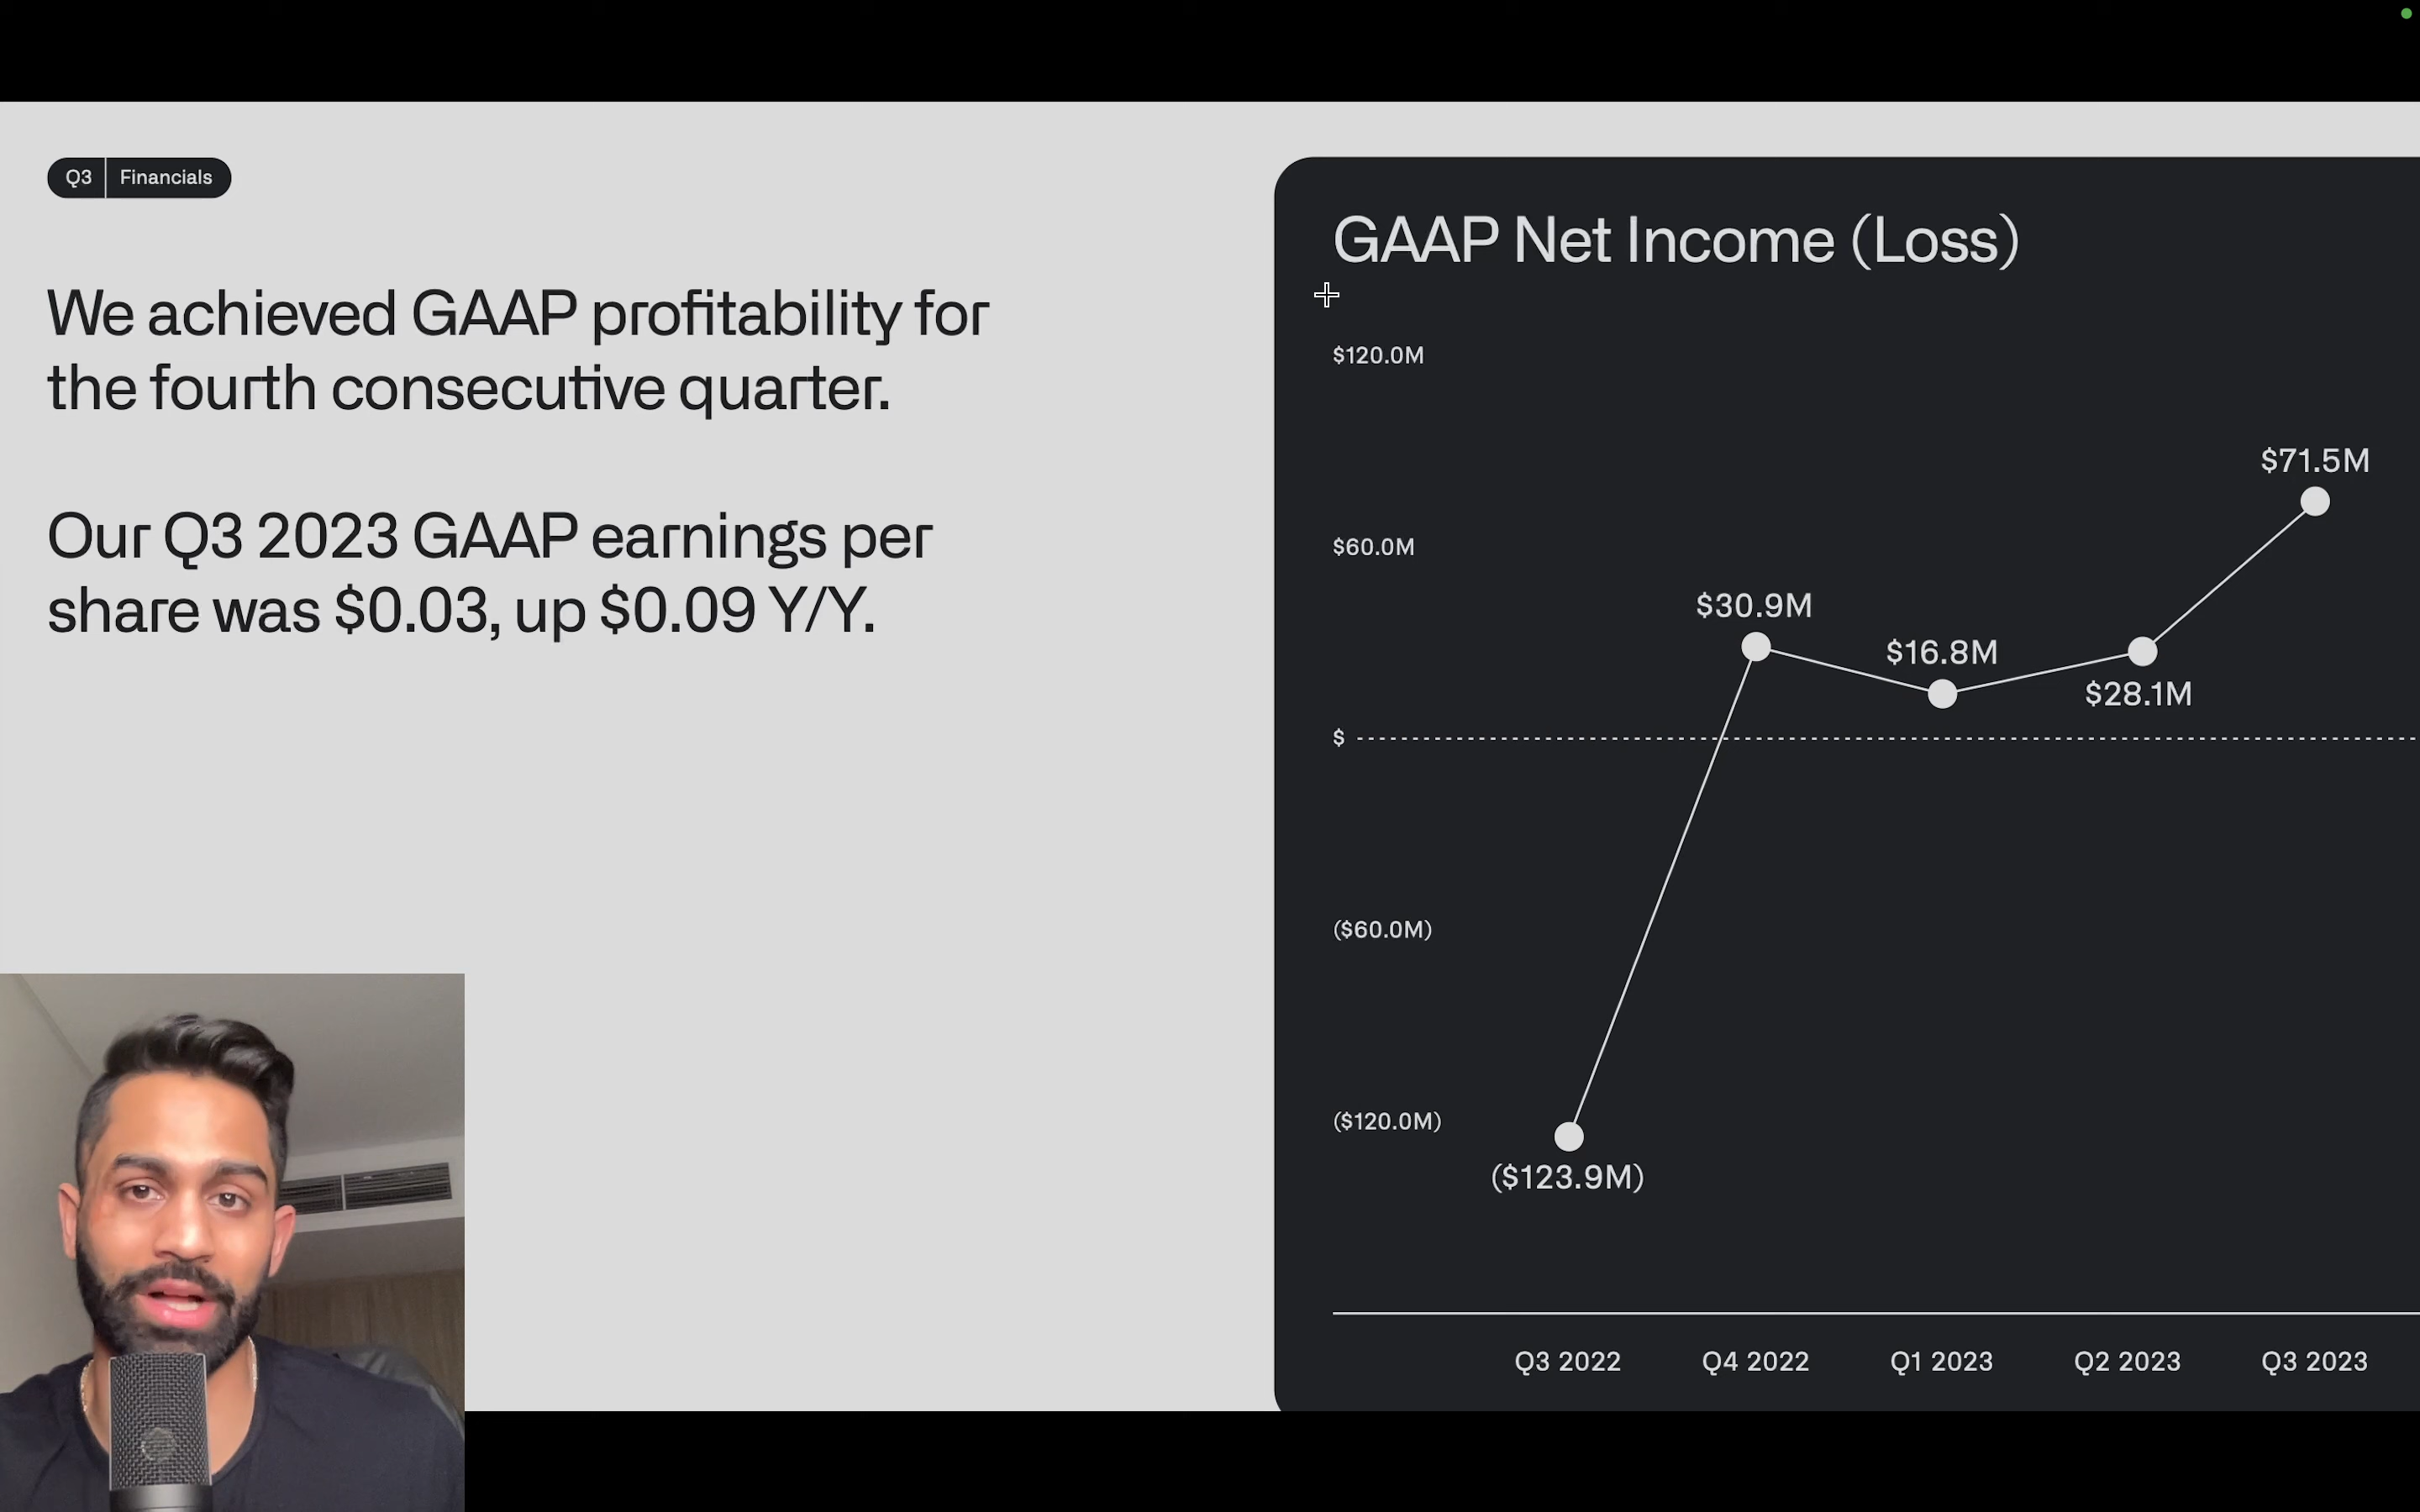 Q3 Financials
We achieved GAAP profitability for
the fourth consecutive quarter.
Our Q3 2023 GAAP earnings per
share was $0.03, up $0.09 Y/Y.
GAAP Net Income (Loss)
$120.0M
$71.5M
$60.0M
$30.9M
$16.8M
$28.1M
$
($60.0M)
($120.0M)
($123.9M)
Q3 2022 Q4 2022 Q1 2023 Q2 2023 Q3 2023